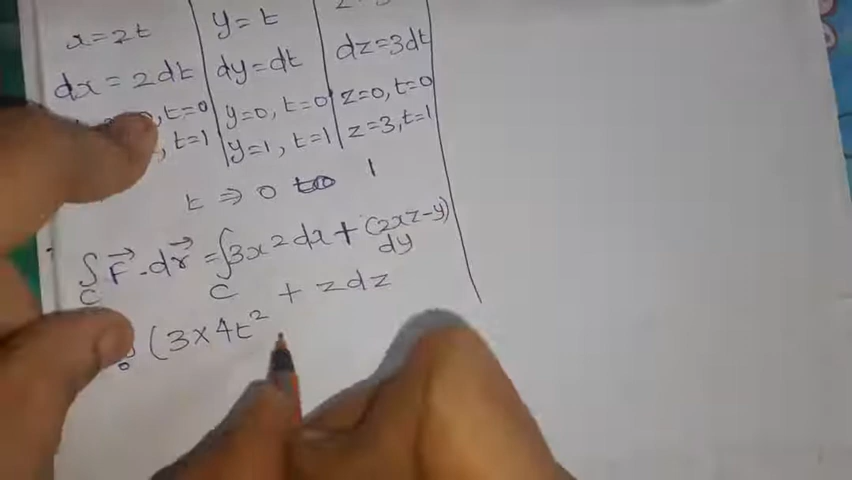 x=2t y=t
dx=2dt dy=dt dz=3dt
,t=0 y=0, t=0 z=0, t=0
, t=1 y=1, t=1 z=3, t=1
t ⇒ 0 to 1
∫C F⃗ · dr⃗ = ∫C 3x² dx + (2xz-y) dy
+ zdz
(3×4t²